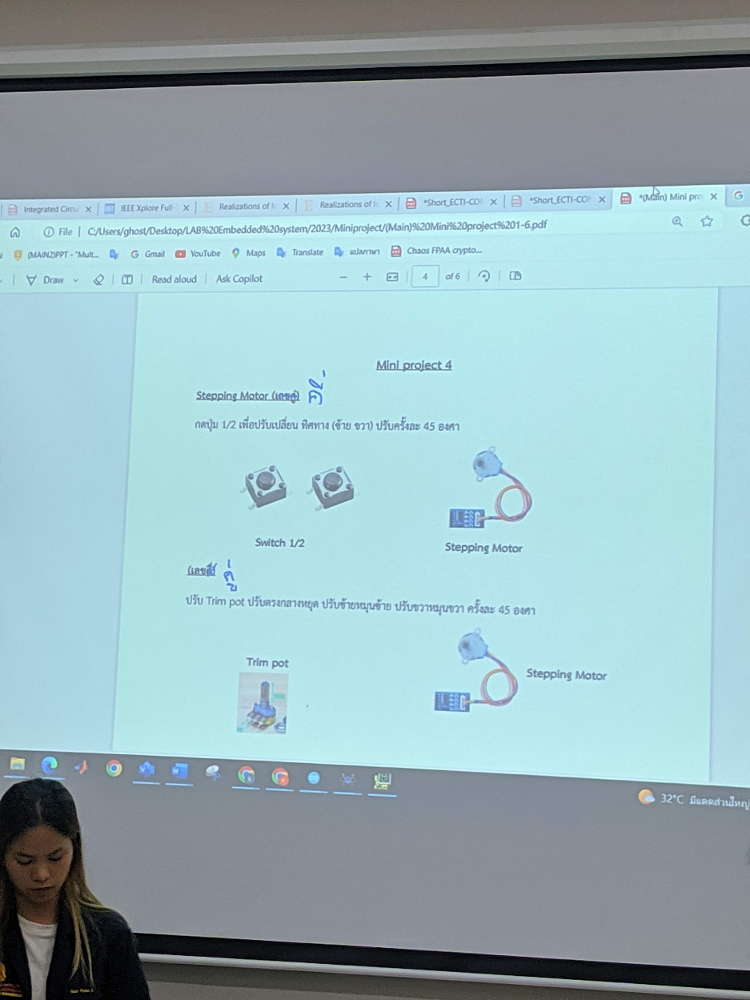 Integrated Circu
IEEE Xplore Full-
Realizations of
Realizations of
*Short_ECTI-CO
*Short_ECTI-CO
*(Main) Mini pro
File | C:/Users/ghost/Desktop/LAB%20Embedded%20system/2023/Miniproject/(Main)%20Mini%20project%201-6.pdf
(MAIN2)PPT - "Mult...
Gmail
YouTube
Maps
Translate
แปลภาษา
Chaos FPAA crypto...
Draw
Read aloud
Ask Copilot
4 of 6
Mini project 4
Stepping Motor (เลขคู่) คี่
กดปุ่ม 1/2 เพื่อปรับเปลี่ยน ทิศทาง (ซ้าย ขวา) ปรับครั้งละ 45 องศา
Switch 1/2
Stepping Motor
(เลขคี่) คู่
ปรับ Trim pot ปรับตรงกลางหยุด ปรับซ้ายหมุนซ้าย ปรับขวาหมุนขวา ครั้งละ 45 องศา
Trim pot
Stepping Motor
32°C มีแดดส่วนใหญ่